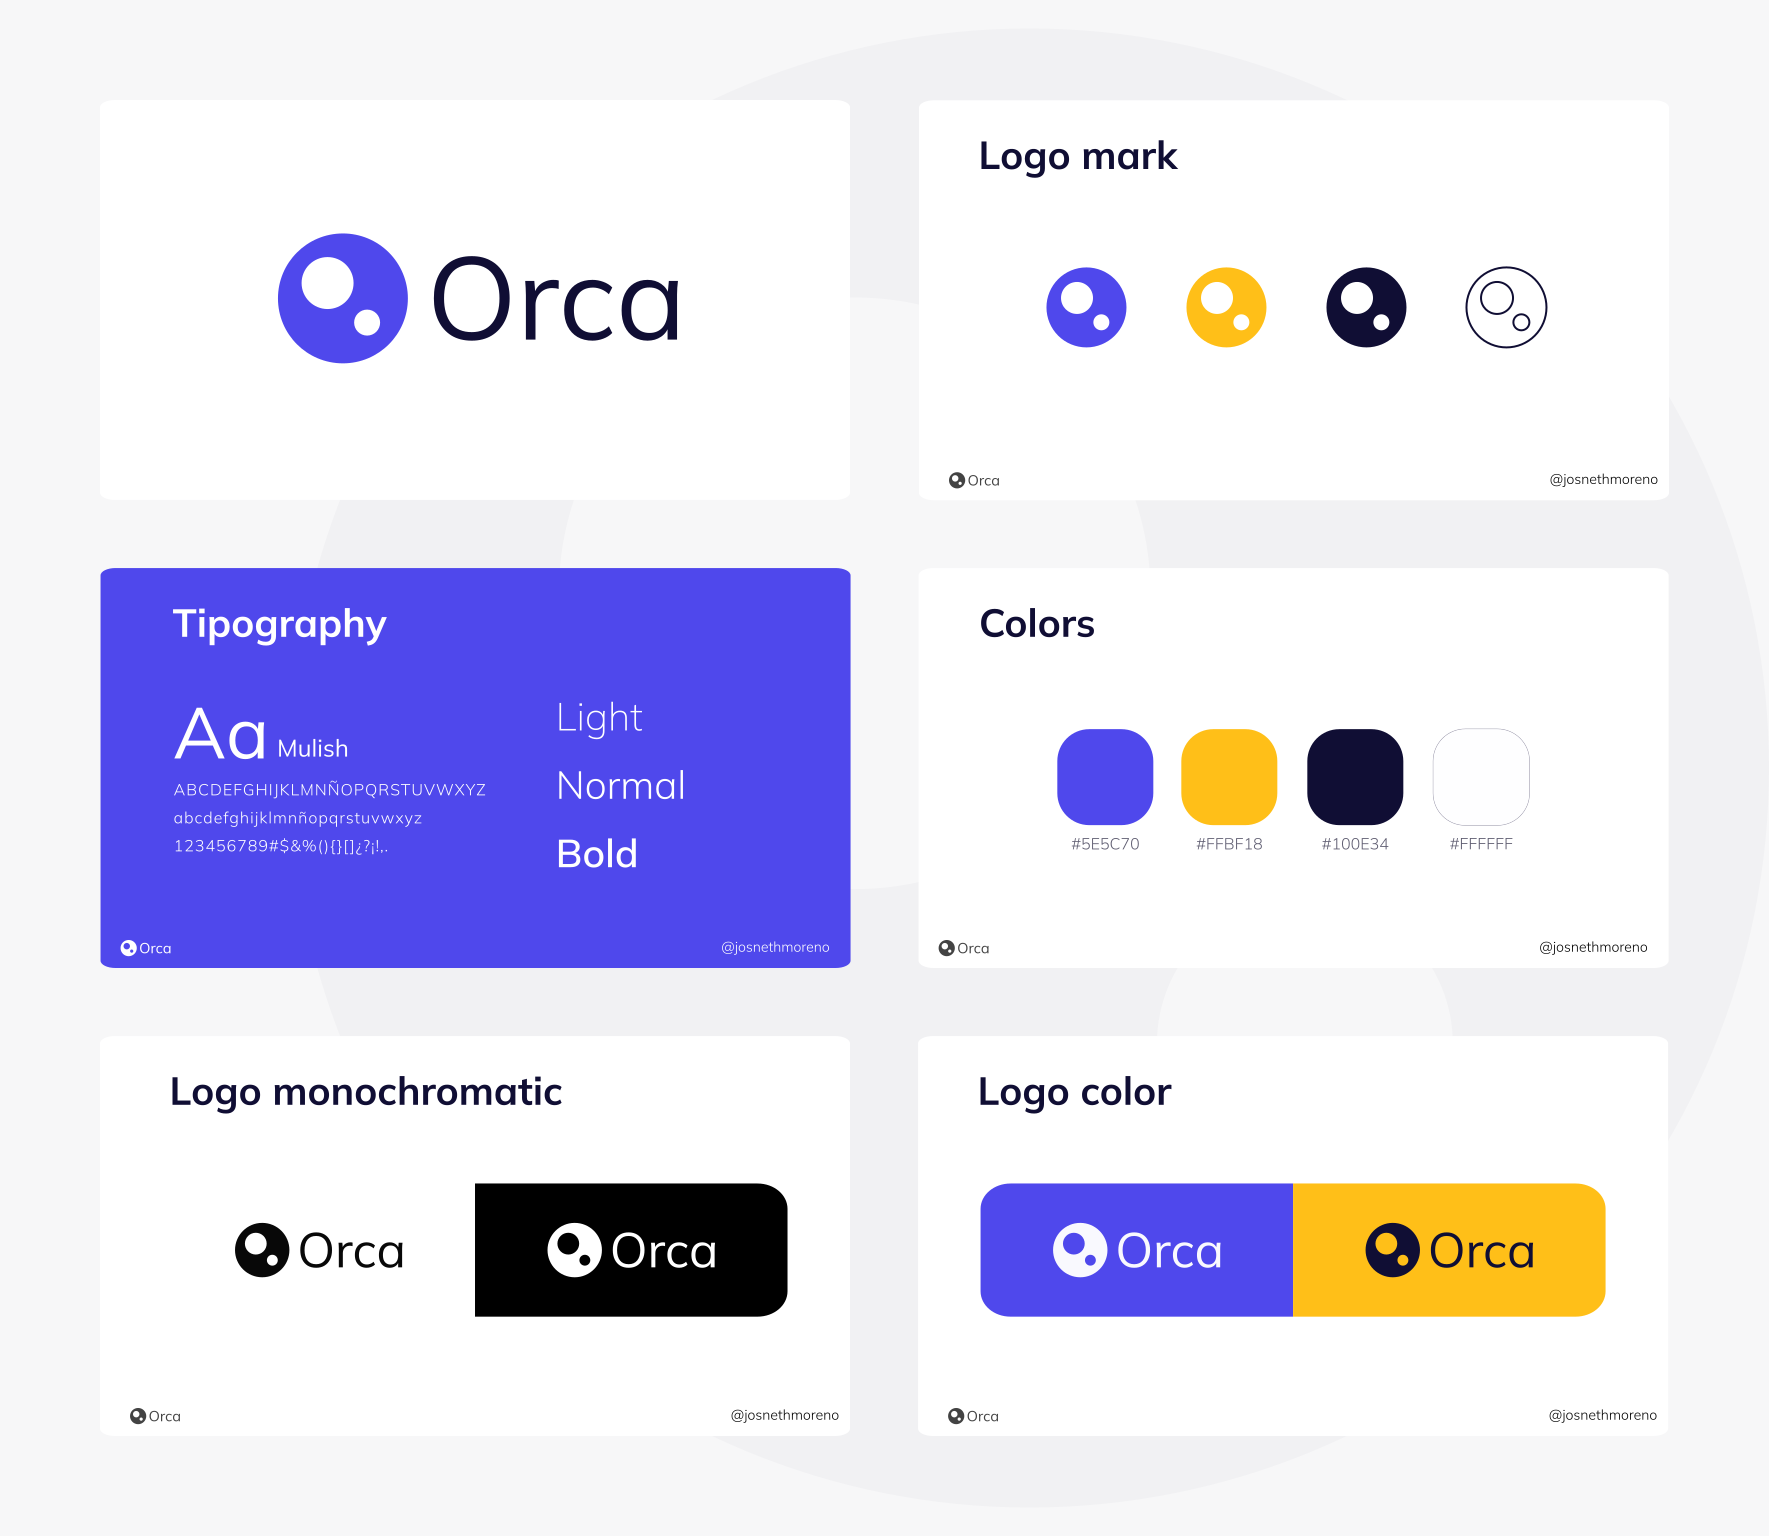 Orca
Logo mark
Orca
@josnethmoreno
Tipography
Aa Mulish
ABCDEFGHIJKLMNÑOPQRSTUVWXYZ
abcdefghijklmnñopqrstuvwxyz
123456789#$&%(){}[]¿?¡!,.
Light
Normal
Bold
Orca
@josnethmoreno
Colors
#5E5C70
#FFBF18
#100E34
#FFFFFF
Orca
@josnethmoreno
Logo monochromatic
Orca
Orca
Orca
@josnethmoreno
Logo color
Orca
Orca
Orca
@josnethmoreno